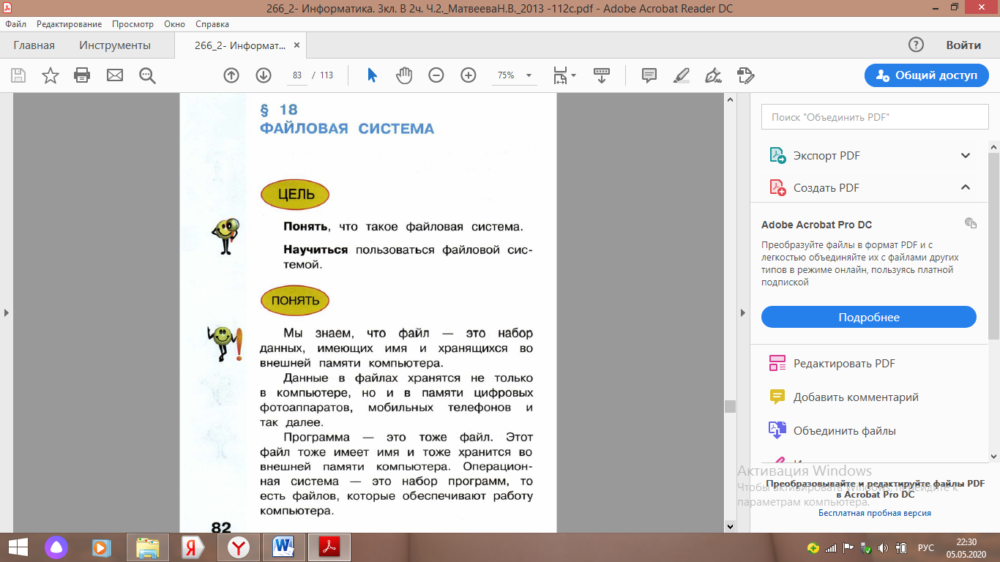 266_2- Информатика. 3кл. В 2ч. Ч.2._МатвееваН.В._2013 -112с.pdf - Adobe Acrobat Reader DC
Файл Редактирование Просмотр Окно Справка
Главная Инструменты 266_2- Информат... × ? Войти
83 / 113 75% Общий доступ
§ 18
ФАЙЛОВАЯ СИСТЕМА
ЦЕЛЬ
Понять, что такое файловая система.
Научиться пользоваться файловой сис-
темой.
ПОНЯТЬ
Мы знаем, что файл — это набор
данных, имеющих имя и хранящихся во
внешней памяти компьютера.
Данные в файлах хранятся не только
в компьютере, но и в памяти цифровых
фотоаппаратов, мобильных телефонов и
так далее.
Программа — это тоже файл. Этот
файл тоже имеет имя и тоже хранится во
внешней памяти компьютера. Операцион-
ная система — это набор программ, то
есть файлов, которые обеспечивают работу
компьютера.
82
Поиск "Объединить PDF"
Экспорт PDF
Создать PDF
Adobe Acrobat Pro DC
Преобразуйте файлы в формат PDF и с
легкостью объединяйте их с файлами других
типов в режиме онлайн, пользуясь платной
подпиской
Подробнее
Редактировать PDF
Добавить комментарий
Объединить файлы
Активация Windows
Чтобы активировать Windows, перейдите к
параметрам компьютера.
Преобразовывайте и редактируйте файлы PDF
в Acrobat Pro DC
Бесплатная пробная версия
РУС 22:30
05.05.2020